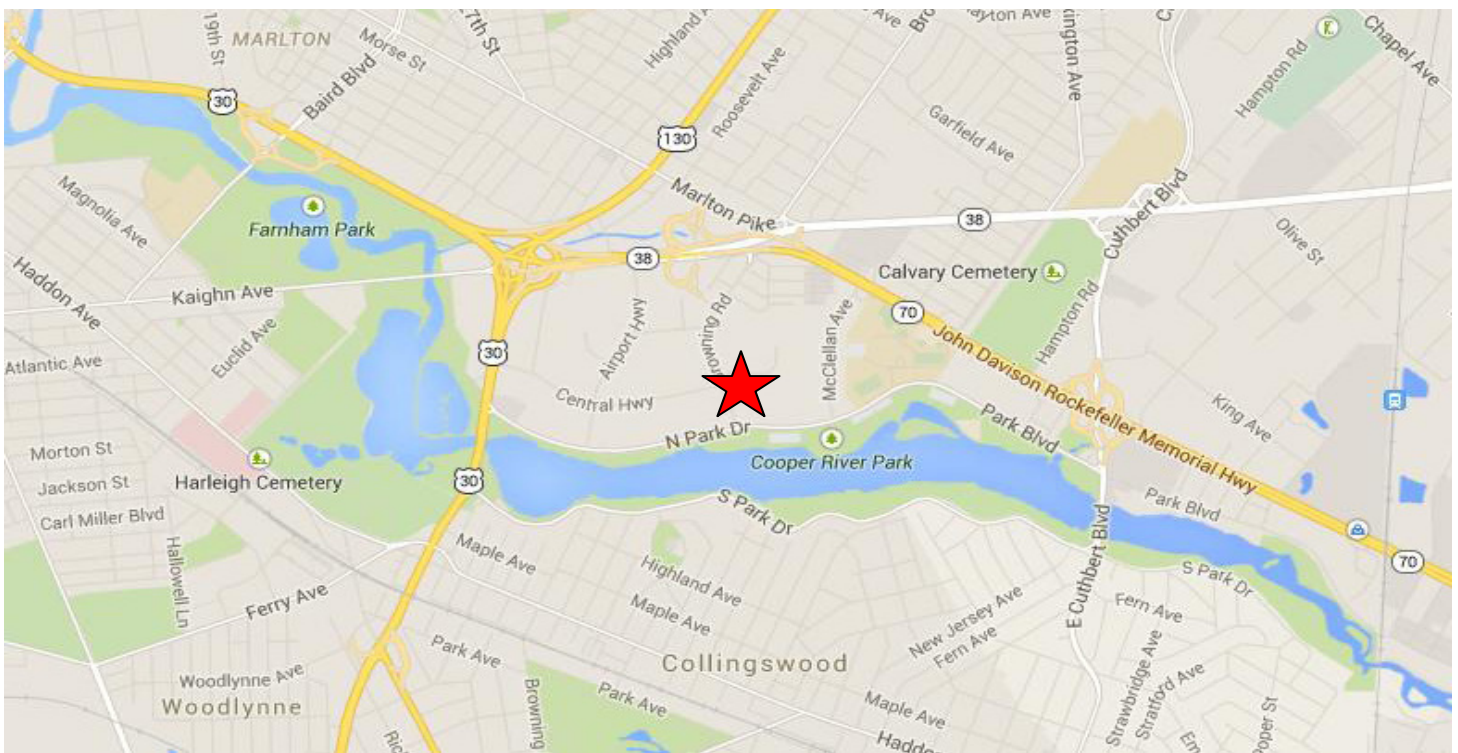 19th St
MARLTON
Morse St
27th St
Highland
Ave
Ave
Chapel Ave
Hampton Rd
Baird Blvd
30
130
Roosevelt Ave
Garfield Ave
Magnolia Ave
Farnham Park
Marlton Pike
38
38
Cuthbert Blvd
Olive St
Haddon Ave
Kaighn Ave
Calvary Cemetery
Hampton Rd
70
John Davison Rockefeller Memorial Hwy
Atlantic Ave
Euclid Ave
30
Airport Hwy
McClellan Ave
Central Hwy
King Ave
N Park Dr
Park Blvd
Cooper River Park
Morton St
Jackson St
Carl Miller Blvd
Harleigh Cemetery
30
S Park Dr
Park Blvd
Hallowell Ln
Maple Ave
Highland Ave
Maple Ave
E Cuthbert Blvd
70
S Park Dr
Ferry Ave
New Jersey Ave
Fern Ave
Fern Ave
Park Ave
Collingswood
Woodlynne Ave
Woodlynne
Browning
Park Ave
Maple Ave
Strawbridge Ave
Stratford Ave